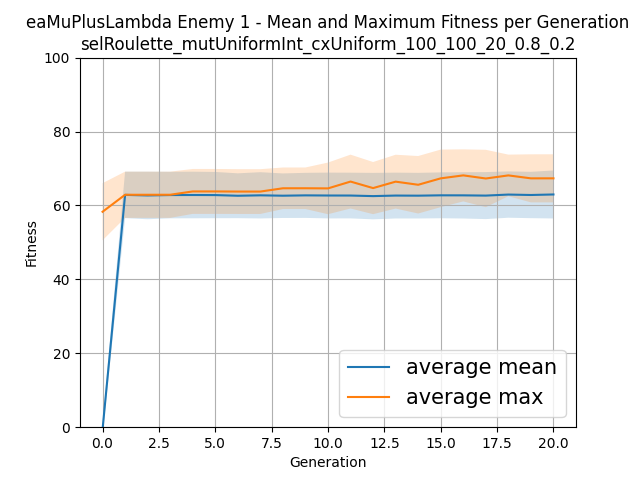 eaMuPlusLambda Enemy 1 - Mean and Maximum Fitness per Generation
selRoulette_mutUniformInt_cxUniform_100_100_20_0.8_0.2
100
80
60
40
20
0
Fitness
0.0 2.5 5.0 7.5 10.0 12.5 15.0 17.5 20.0
Generation
average mean
average max